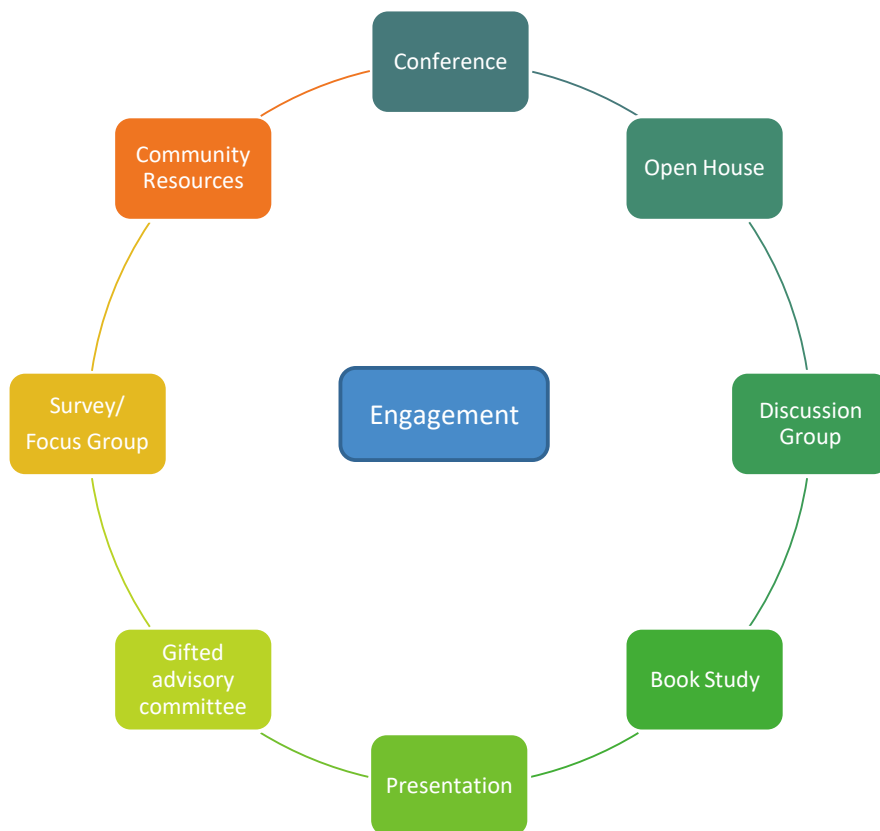 Conference
Open House
Discussion
Group
Book Study
Presentation
Gifted
advisory
committee
Survey/
Focus Group
Community
Resources
Engagement